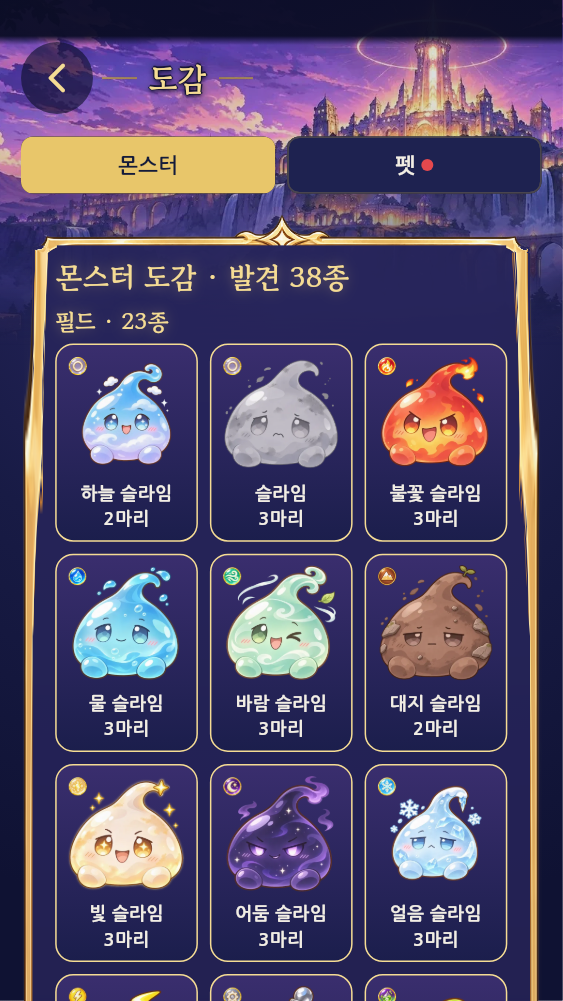 도감
몬스터
펫
몬스터 도감 · 발견 38종
필드 · 23종
하늘 슬라임
2마리
슬라임
3마리
불꽃 슬라임
3마리
물 슬라임
3마리
바람 슬라임
3마리
대지 슬라임
2마리
빛 슬라임
3마리
어둠 슬라임
3마리
얼음 슬라임
3마리